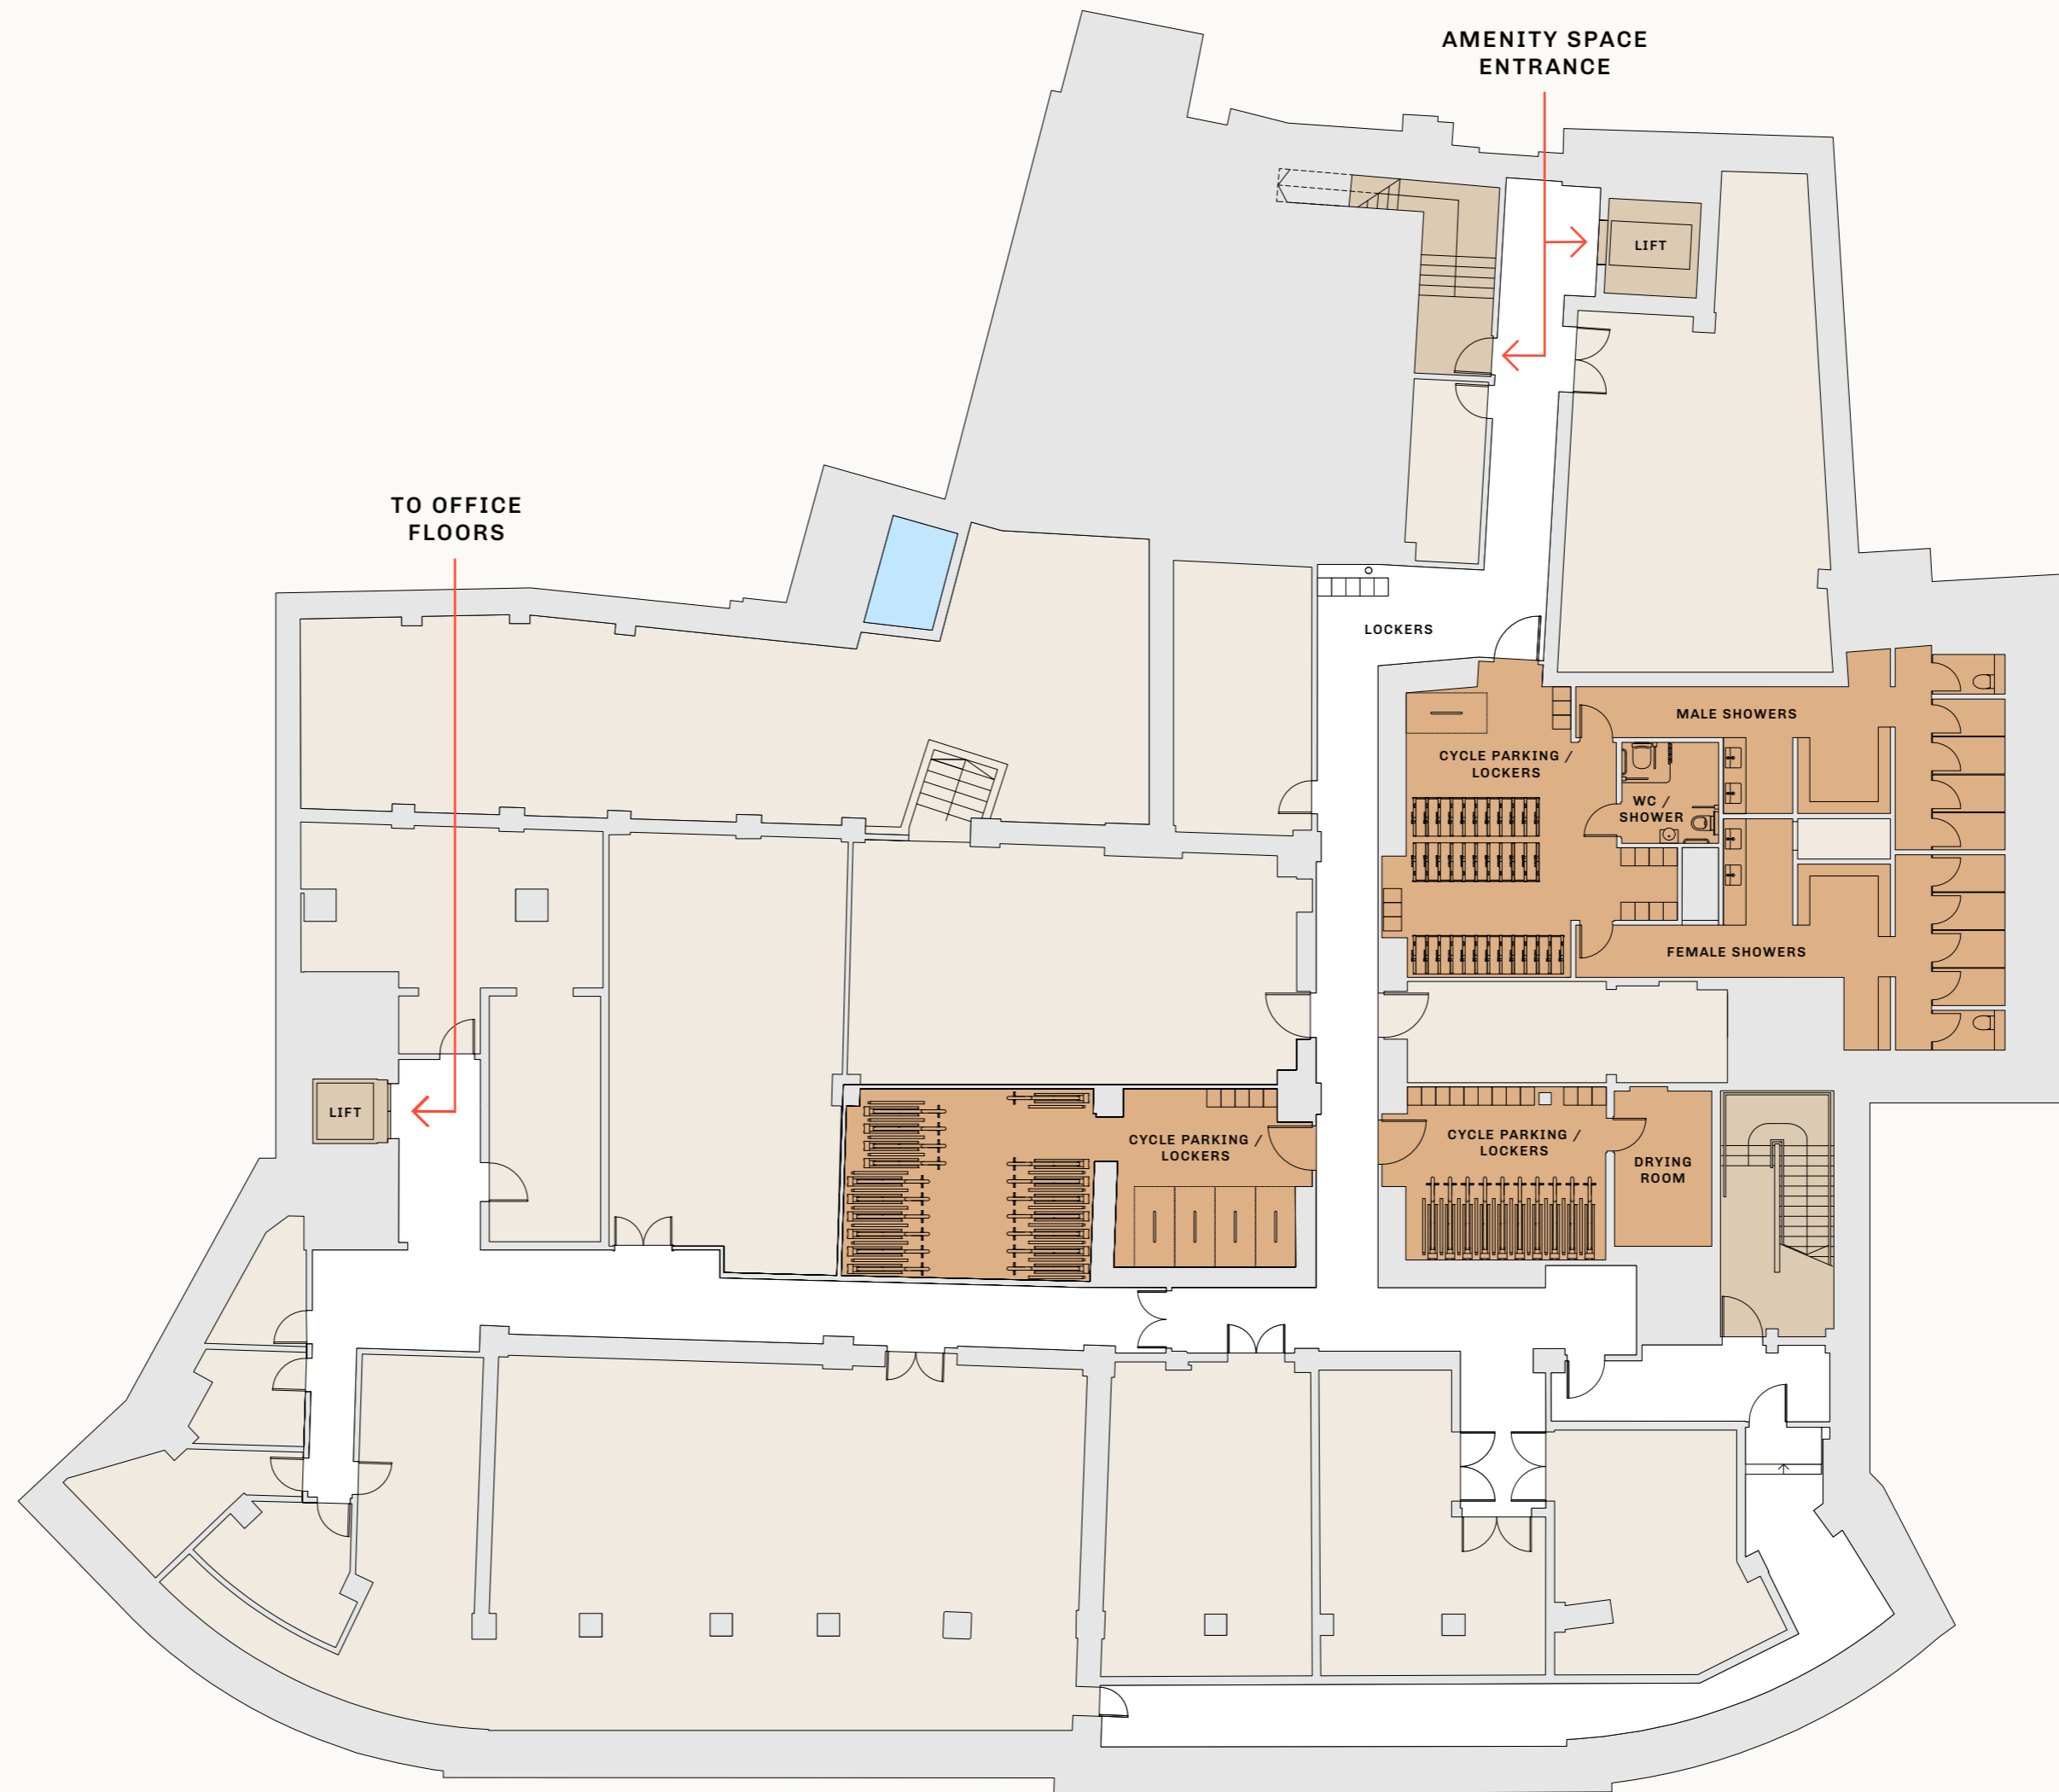 AMENITY SPACE
ENTRANCE
LIFT
TO OFFICE
FLOORS
LOCKERS
MALE SHOWERS
CYCLE PARKING /
LOCKERS
WC /
SHOWER
FEMALE SHOWERS
LIFT
CYCLE PARKING /
LOCKERS
CYCLE PARKING /
LOCKERS
DRYING
ROOM